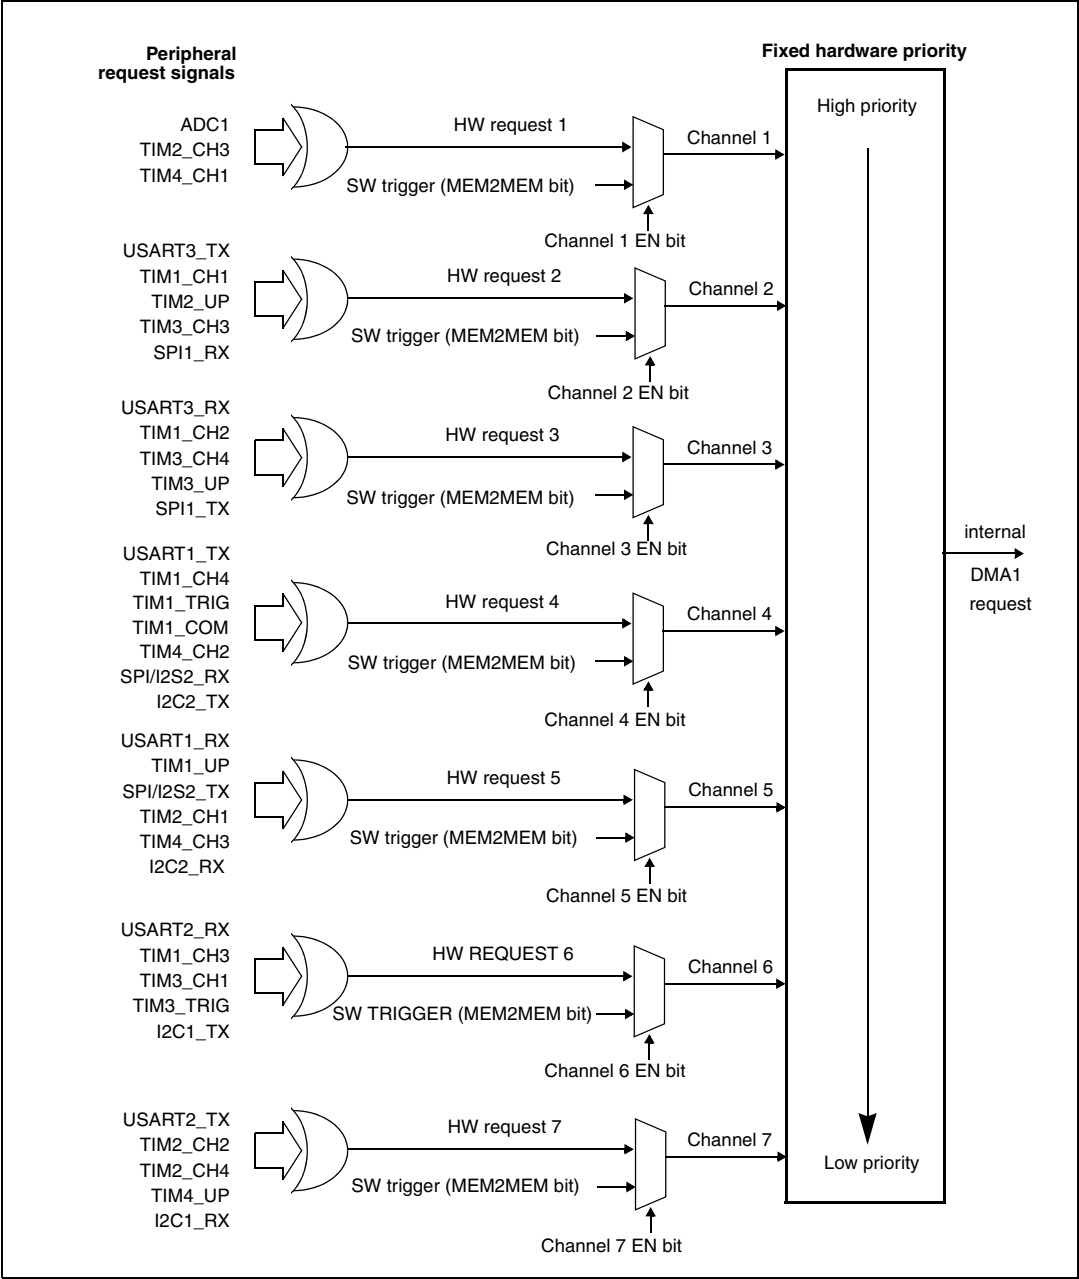 Peripheral
request signals
Fixed hardware priority
High priority
ADC1
TIM2_CH3
TIM4_CH1
HW request 1
SW trigger (MEM2MEM bit)
Channel 1
Channel 1 EN bit
USART3_TX
TIM1_CH1
TIM2_UP
TIM3_CH3
SPI1_RX
HW request 2
SW trigger (MEM2MEM bit)
Channel 2
Channel 2 EN bit
USART3_RX
TIM1_CH2
TIM3_CH4
TIM3_UP
SPI1_TX
HW request 3
SW trigger (MEM2MEM bit)
Channel 3
Channel 3 EN bit
USART1_TX
TIM1_CH4
TIM1_TRIG
TIM1_COM
TIM4_CH2
SPI/I2S2_RX
I2C2_TX
HW request 4
SW trigger (MEM2MEM bit)
Channel 4
Channel 4 EN bit
internal
DMA1
request
USART1_RX
TIM1_UP
SPI/I2S2_TX
TIM2_CH1
TIM4_CH3
I2C2_RX
HW request 5
SW trigger (MEM2MEM bit)
Channel 5
Channel 5 EN bit
USART2_RX
TIM1_CH3
TIM3_CH1
TIM3_TRIG
I2C1_TX
HW REQUEST 6
SW TRIGGER (MEM2MEM bit)
Channel 6
Channel 6 EN bit
USART2_TX
TIM2_CH2
TIM2_CH4
TIM4_UP
I2C1_RX
HW request 7
SW trigger (MEM2MEM bit)
Channel 7
Channel 7 EN bit
Low priority